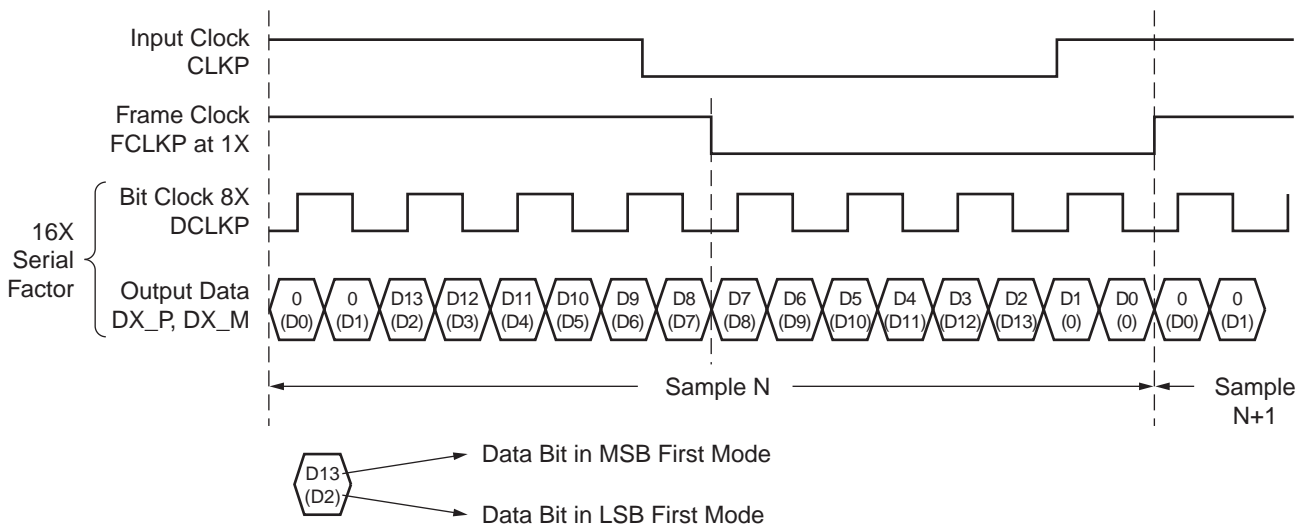 Input Clock
CLKP
Frame Clock
FCLKP at 1X
Bit Clock 8X
DCLKP
16X
Serial
Factor
Output Data
DX_P, DX_M
0 0 D13 D12 D11 D10 D9 D8 D7 D6 D5 D4 D3 D2 D1 D0 0 0
(D0) (D1) (D2) (D3) (D4) (D5) (D6) (D7) (D8) (D9) (D10) (D11) (D12) (D13) (0) (0) (D0) (D1)
Sample N
Sample
N+1
D13
(D2)
Data Bit in MSB First Mode
Data Bit in LSB First Mode